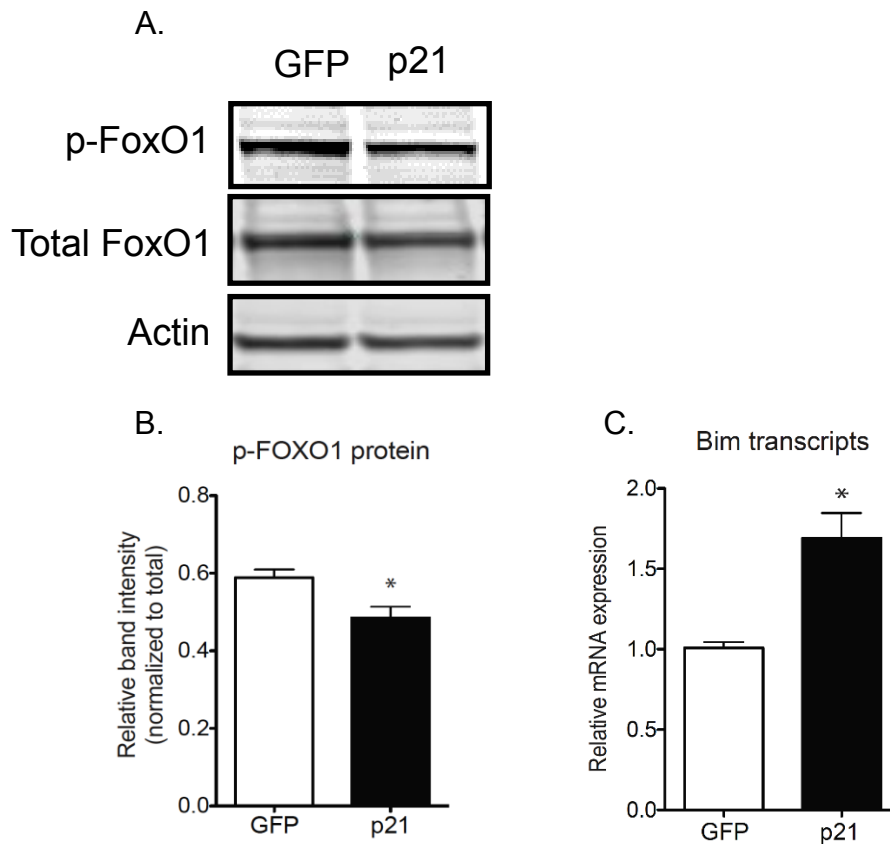 A.
GFP p21
p-FoxO1
Total FoxO1
Actin
B.
p-FOXO1 protein
Relative band intensity
(normalized to total)
0.8
0.6
0.4
0.2
0.0
*
GFP p21
C.
Bim transcripts
Relative mRNA expression
2.0
1.5
1.0
0.5
0.0
*
GFP p21